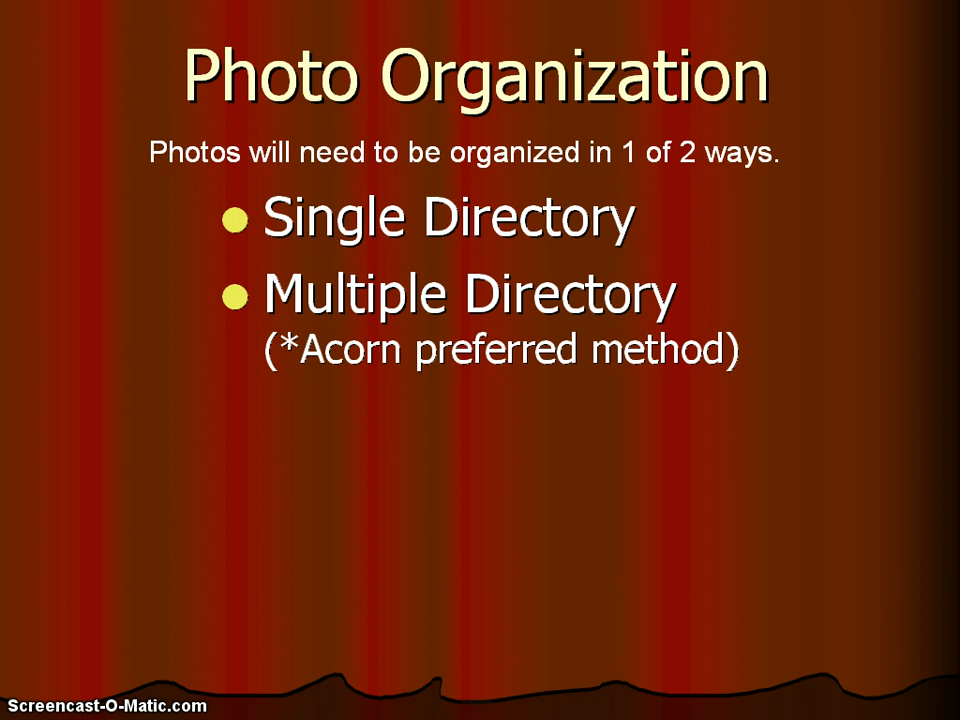 Photo Organization
Photos will need to be organized in 1 of 2 ways.
Single Directory
Multiple Directory
(*Acorn preferred method)
Screencast-O-Matic.com